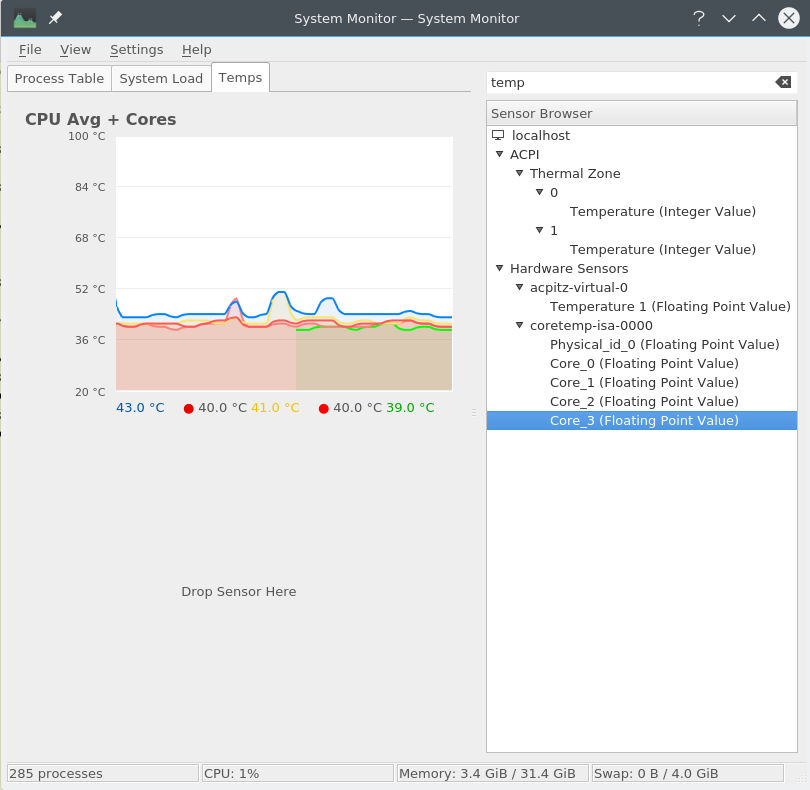 System Monitor — System Monitor
File View Settings Help
Process Table System Load Temps
CPU Avg + Cores
100 °C
84 °C
68 °C
52 °C
36 °C
20 °C
43.0 °C 40.0 °C 41.0 °C 40.0 °C 39.0 °C
Drop Sensor Here
temp
Sensor Browser
localhost
ACPI
Thermal Zone
0
Temperature (Integer Value)
1
Temperature (Integer Value)
Hardware Sensors
acpitz-virtual-0
Temperature 1 (Floating Point Value)
coretemp-isa-0000
Physical_id_0 (Floating Point Value)
Core_0 (Floating Point Value)
Core_1 (Floating Point Value)
Core_2 (Floating Point Value)
Core_3 (Floating Point Value)
285 processes CPU: 1% Memory: 3.4 GiB / 31.4 GiB Swap: 0 B / 4.0 GiB